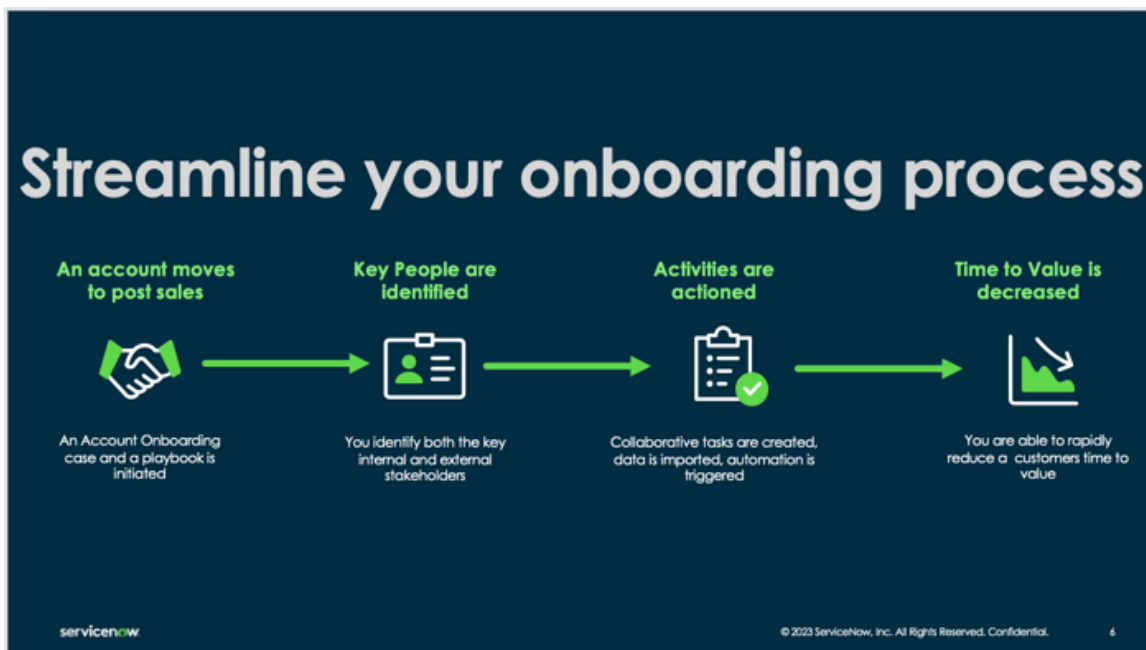 Streamline your onboarding process
An account moves
to post sales
An Account Onboarding
case and a playbook is
initiated
Key People are
identified
You identify both the key
internal and external
stakeholders
Activities are
actioned
Collaborative tasks are created,
data is imported, automation is
triggered
Time to Value is
decreased
You are able to rapidly
reduce a customers time to
value
servicenow
© 2023 ServiceNow, Inc. All Rights Reserved. Confidential.
6